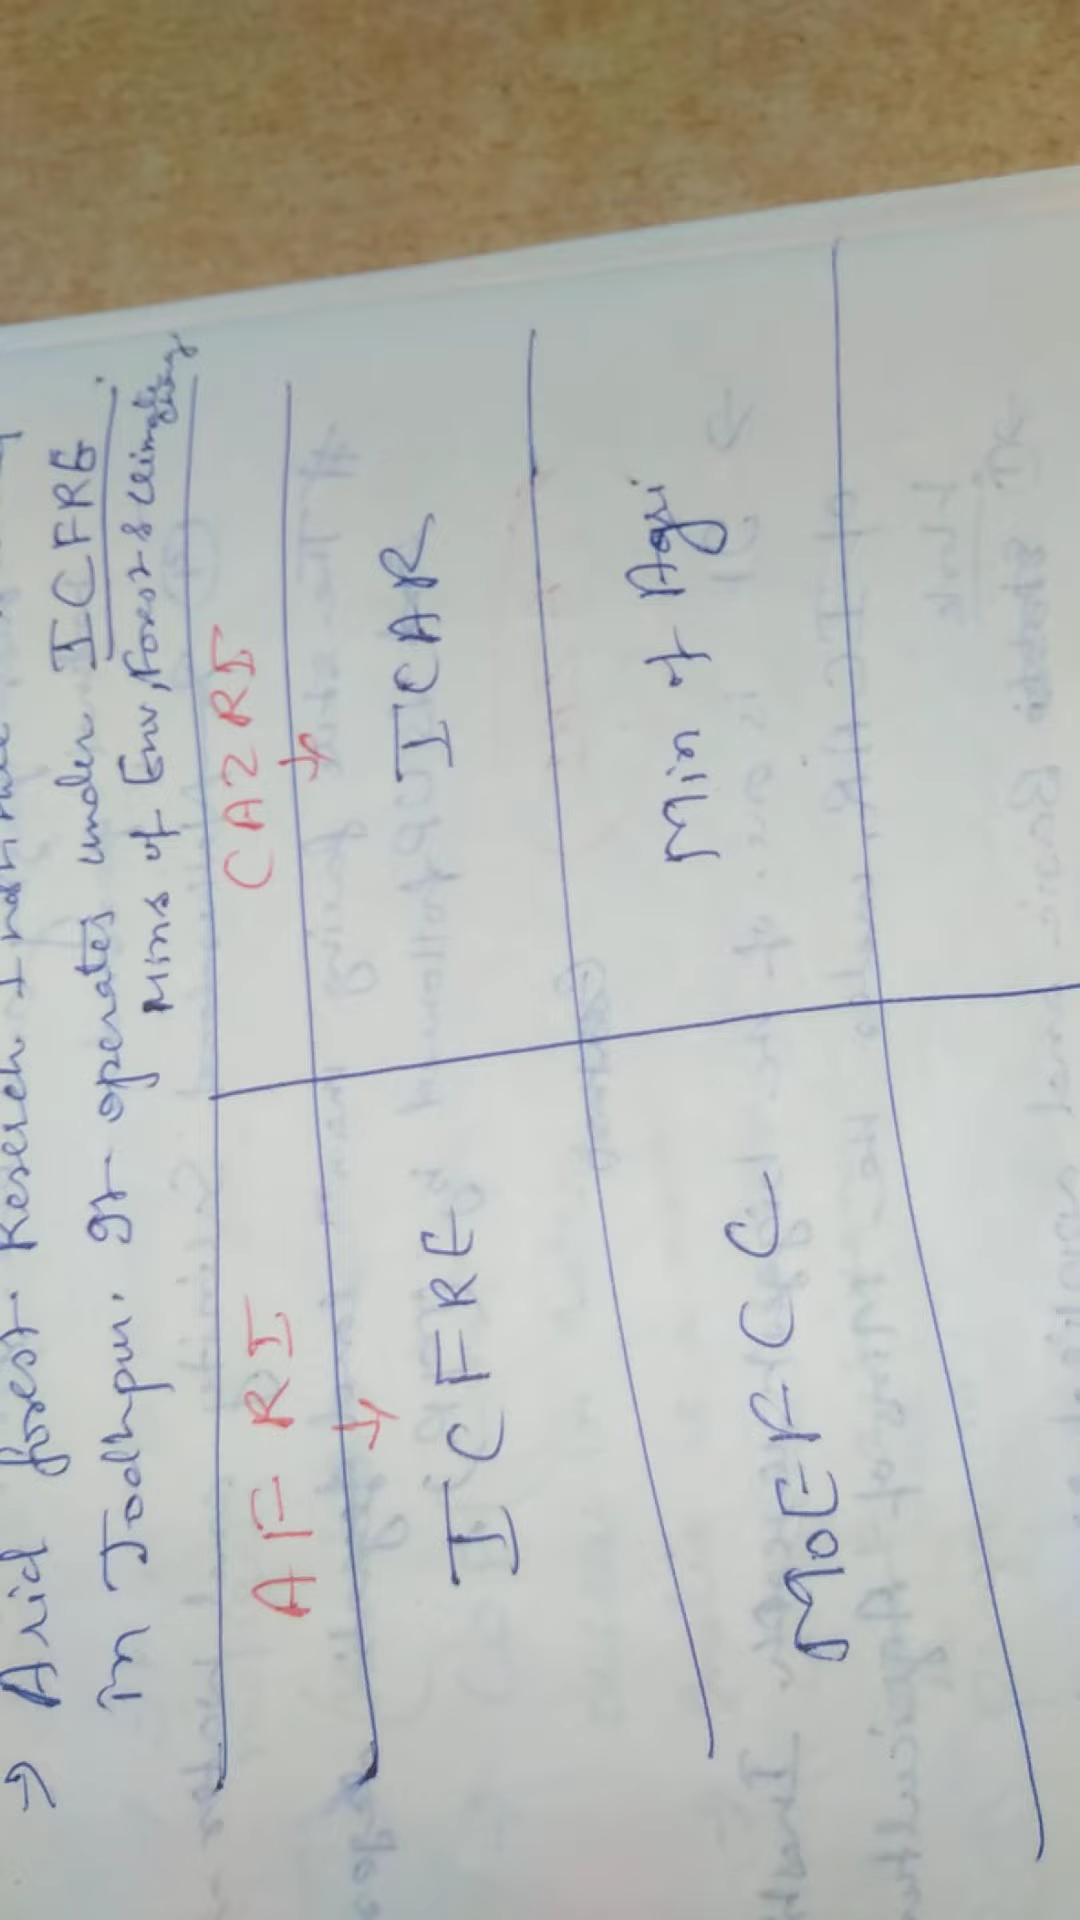 → Arid forest Reserch
in Jodhpur. It operates under ICFRE.
Mins of Env, Forest & Climate
AFRI CAZRI
ICFRE ICAR
MoEFCC Min of Agri